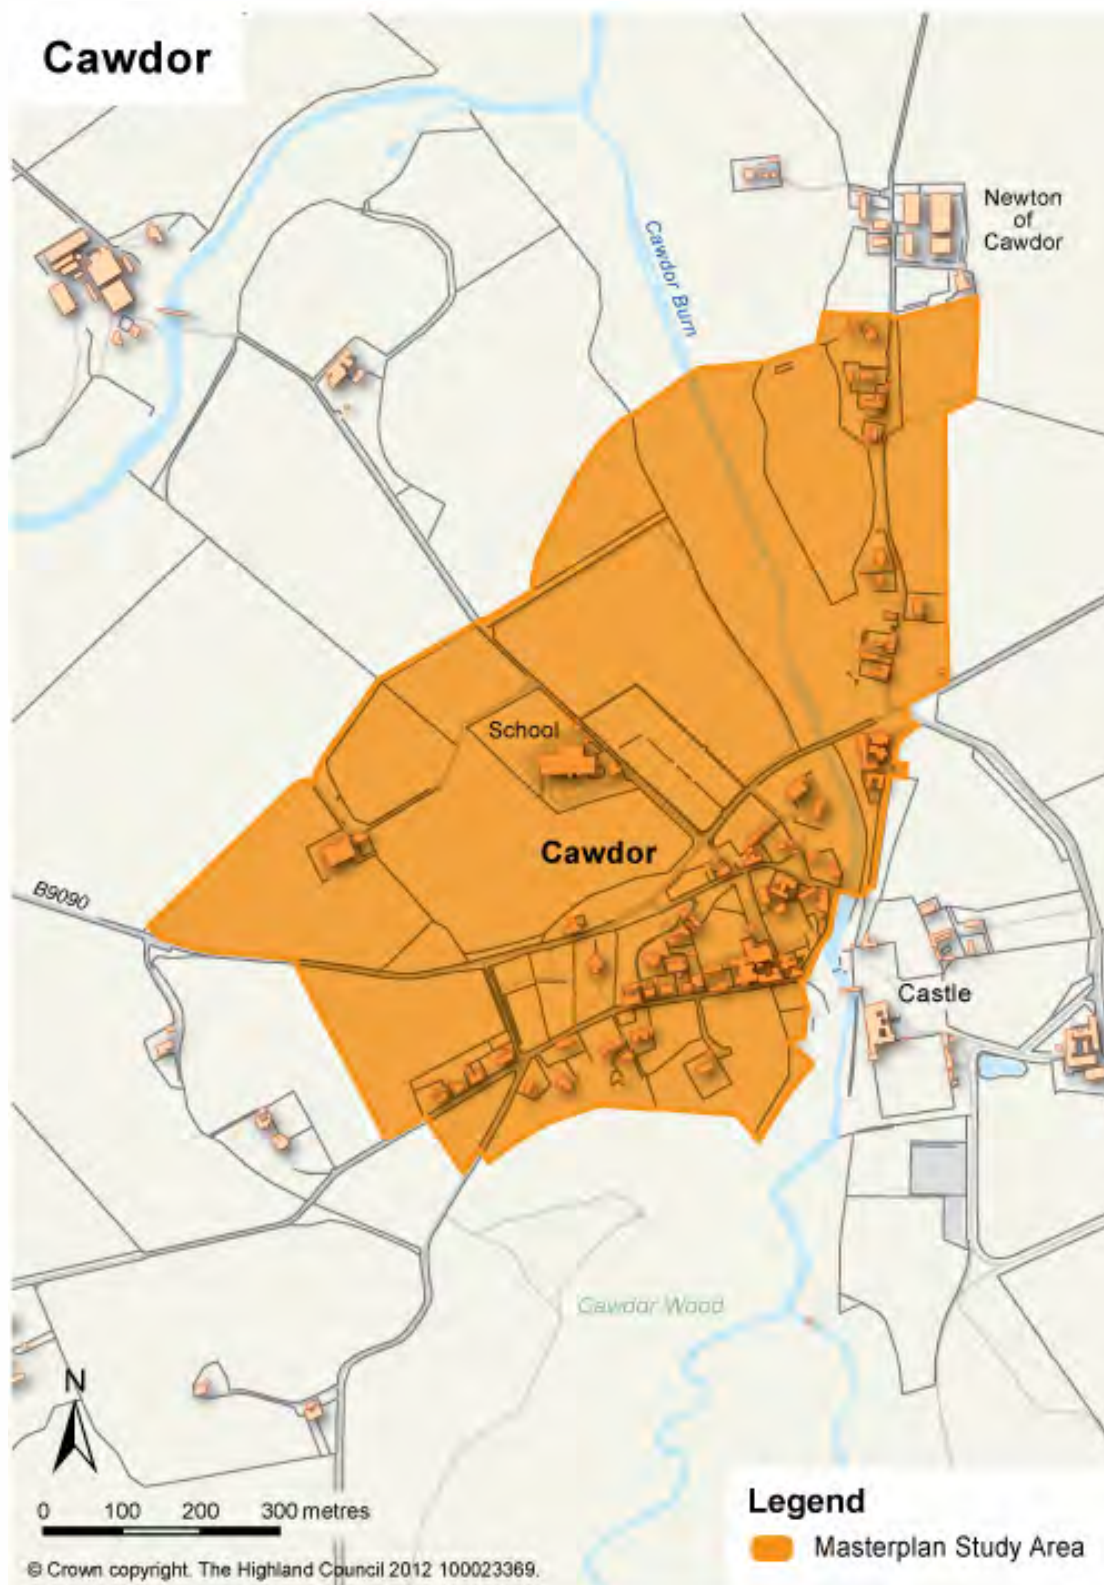 Cawdor
Newton
of
Cawdor
Cawdor Burn
School
Cawdor
B9090
Castle
Cawdor Wood
N
0 100 200 300 metres
Legend
Masterplan Study Area
© Crown copyright. The Highland Council 2012 100023369.